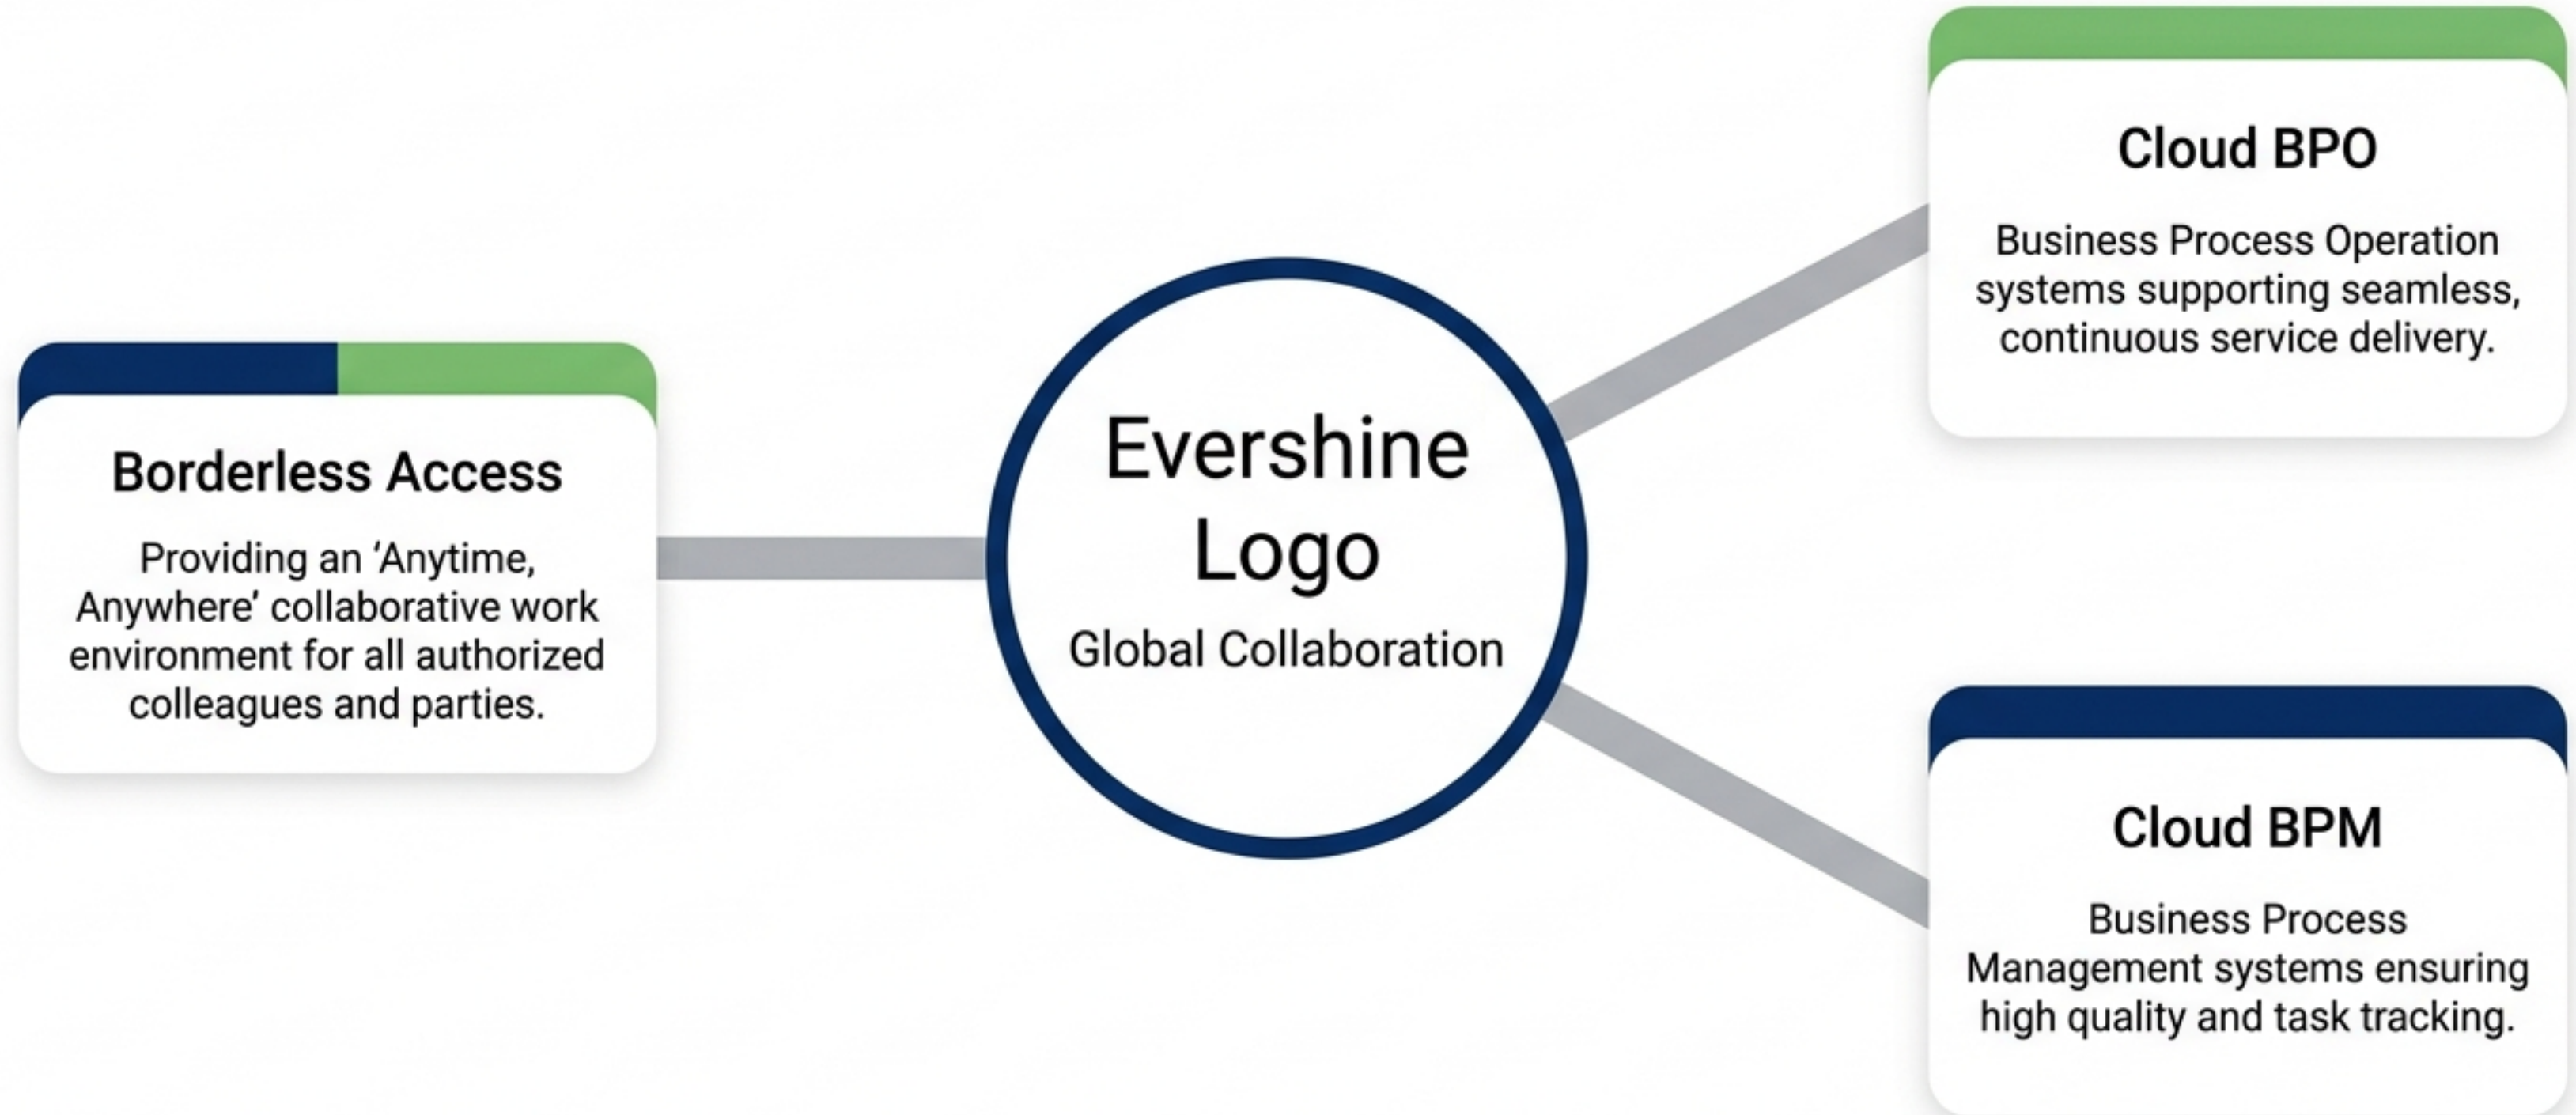 Borderless Access
Providing an ‘Anytime,
Anywhere’ collaborative work
environment for all authorized
colleagues and parties.
Evershine
Logo
Global Collaboration
Cloud BPO
Business Process Operation
systems supporting seamless,
continuous service delivery.
Cloud BPM
Business Process
Management systems ensuring
high quality and task tracking.